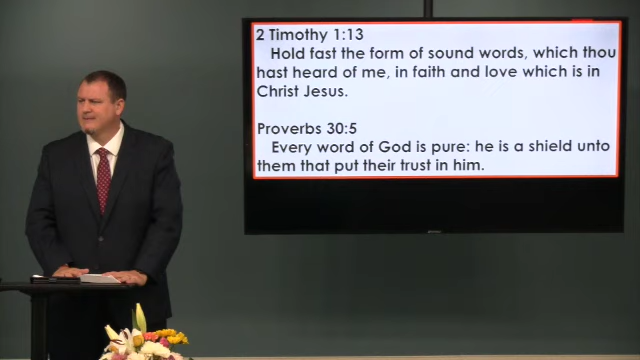 2 Timothy 1:13
Hold fast the form of sound words, which thou
hast heard of me, in faith and love which is in
Christ Jesus.
Proverbs 30:5
Every word of God is pure: he is a shield unto
them that put their trust in him.